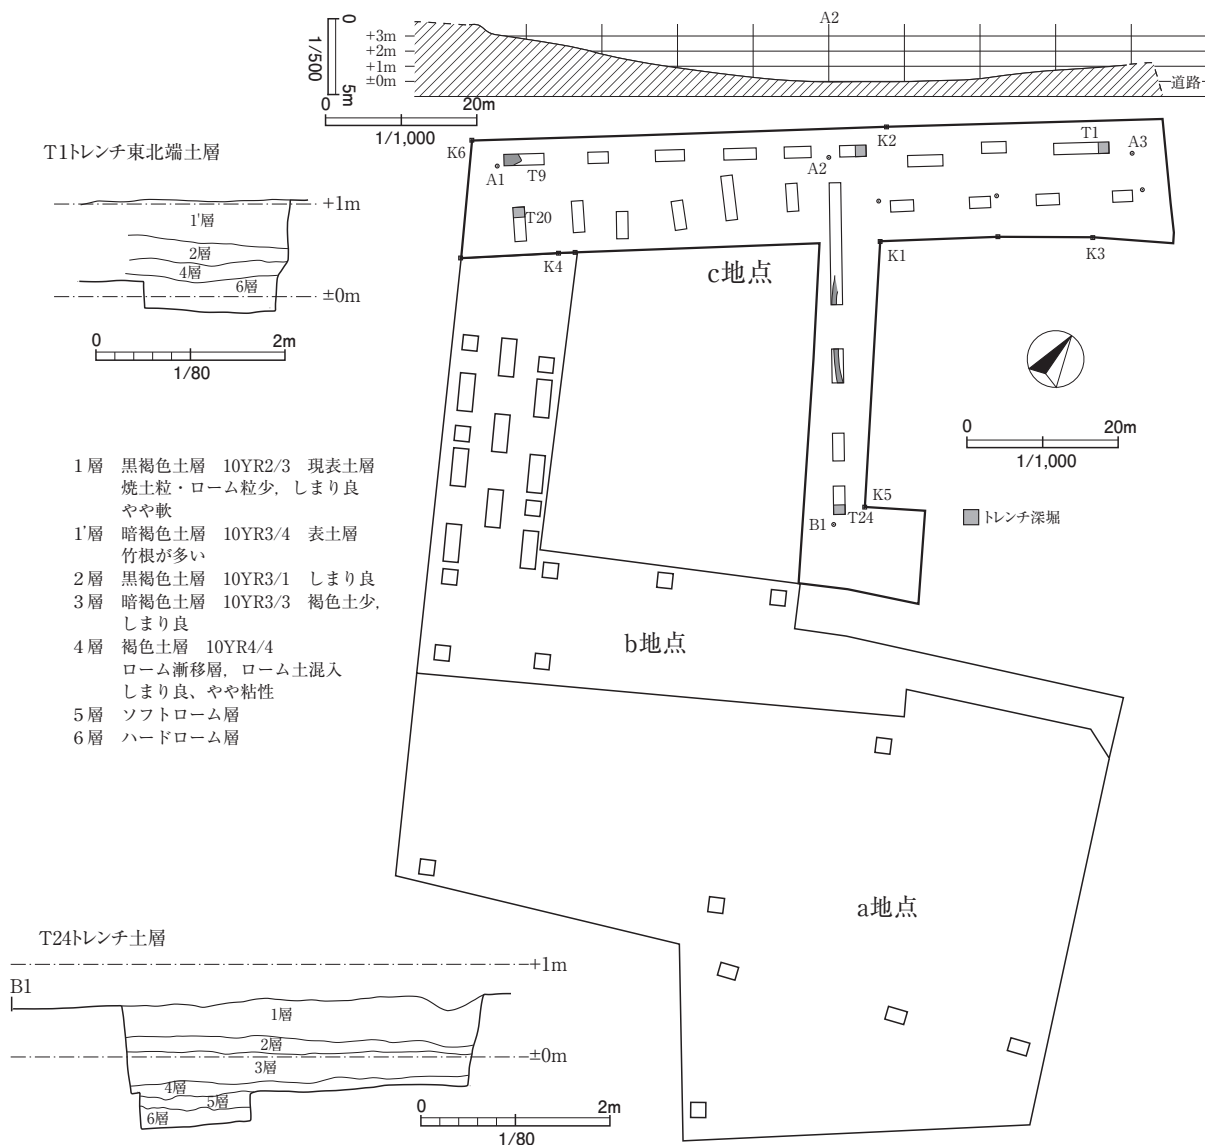 A2
0
1/500
5m
+3m
+2m
+1m
±0m
道路
0 20m
1/1,000
T1トレンチ東北端土層
+1m
1'層
2層
4層
6層
±0m
0 2m
1/80
K6
K2
T1
A3
A1
T9
A2
T20
K4
K1
K3
c地点
0 20m
1/1,000
トレンチ深堀
K5
T24
B1
1層 黒褐色土層 10YR2/3 現表土層
焼土粒・ローム粒少，しまり良
やや軟
1'層 暗褐色土層 10YR3/4 表土層
竹根が多い
2層 黒褐色土層 10YR3/1 しまり良
3層 暗褐色土層 10YR3/3 褐色土少，
しまり良
4層 褐色土層 10YR4/4
ローム漸移層，ローム土混入
しまり良、やや粘性
5層 ソフトローム層
6層 ハードローム層
b地点
a地点
T24トレンチ土層
+1m
B1
1層
2層
±0m
3層
4層
5層
6層
0 2m
1/80